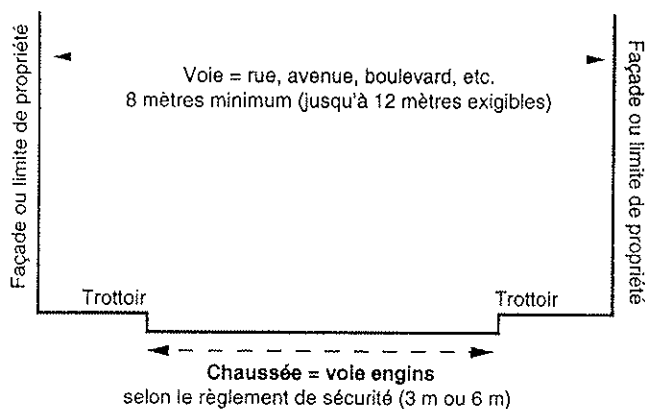 Façade ou limite de propriété
Voie = rue, avenue, boulevard, etc.
8 mètres minimum (jusqu'à 12 mètres exigibles)
Façade ou limite de propriété
Trottoir
Trottoir
Chaussée = voie engins
selon le règlement de sécurité (3 m ou 6 m)